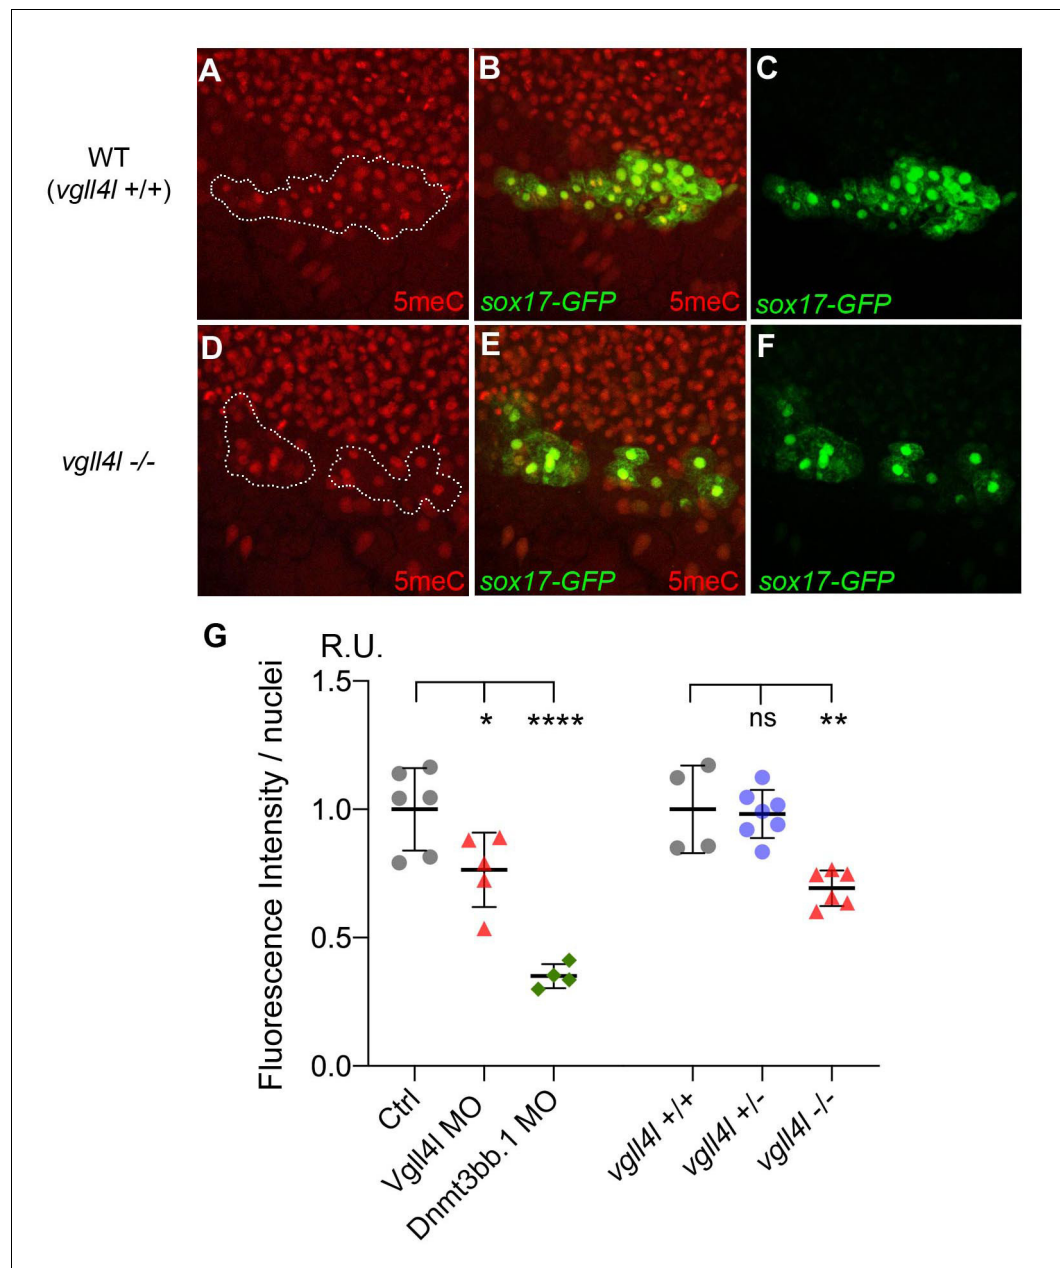 A
B
C
WT
(vgll4l +/+)
5meC
sox17-GFP
5meC
sox17-GFP
D
E
F
vgll4l -/-
5meC
sox17-GFP
5meC
sox17-GFP
G
R.U.
Fluorescence Intensity / nuclei
1.5
1.0
0.5
0.0
*
****
ns
**
Ctrl
Vgll4l MO
Dnmt3bb.1 MO
vgll4l +/+
vgll4l +/-
vgll4l -/-